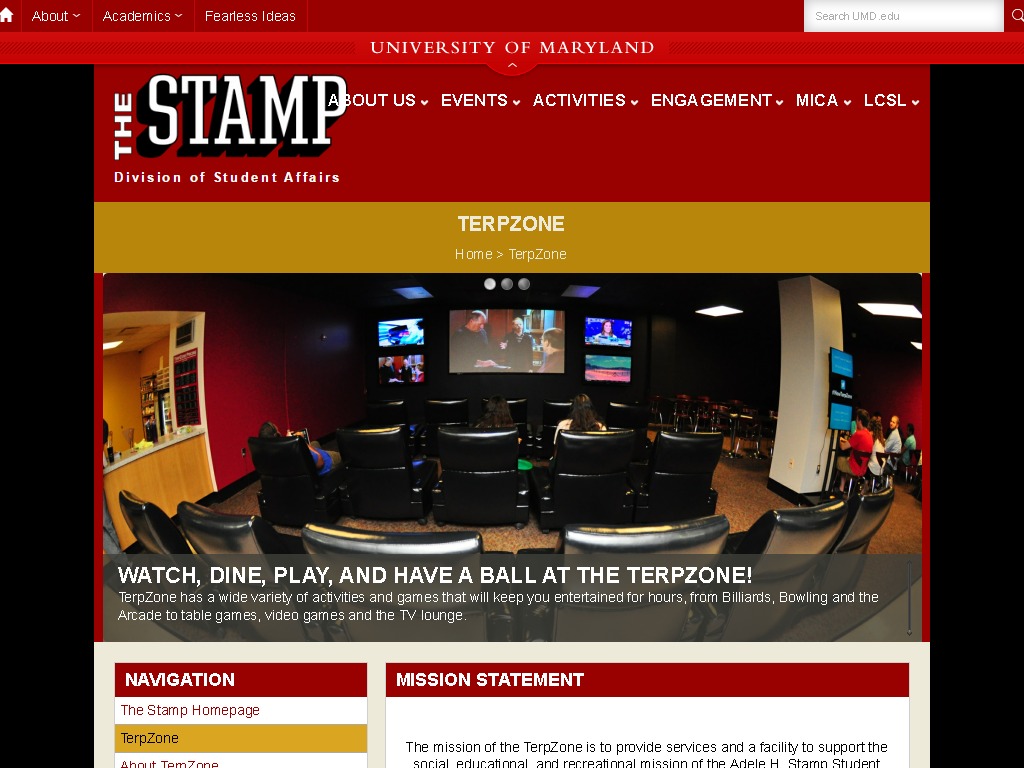 About
Academics
Fearless Ideas
Search UMD.edu
UNIVERSITY OF MARYLAND
THE STAMP
Division of Student Affairs
ABOUT US
EVENTS
ACTIVITIES
ENGAGEMENT
MICA
LCSL
TERPZONE
Home > TerpZone
WATCH, DINE, PLAY, AND HAVE A BALL AT THE TERPZONE!
TerpZone has a wide variety of activities and games that will keep you entertained for hours, from Billiards, Bowling and the
Arcade to table games, video games and the TV lounge.
NAVIGATION
The Stamp Homepage
TerpZone
About TerpZone
MISSION STATEMENT
The mission of the TerpZone is to provide services and a facility to support the
social, educational, and recreational mission of the Adele H. Stamp Student